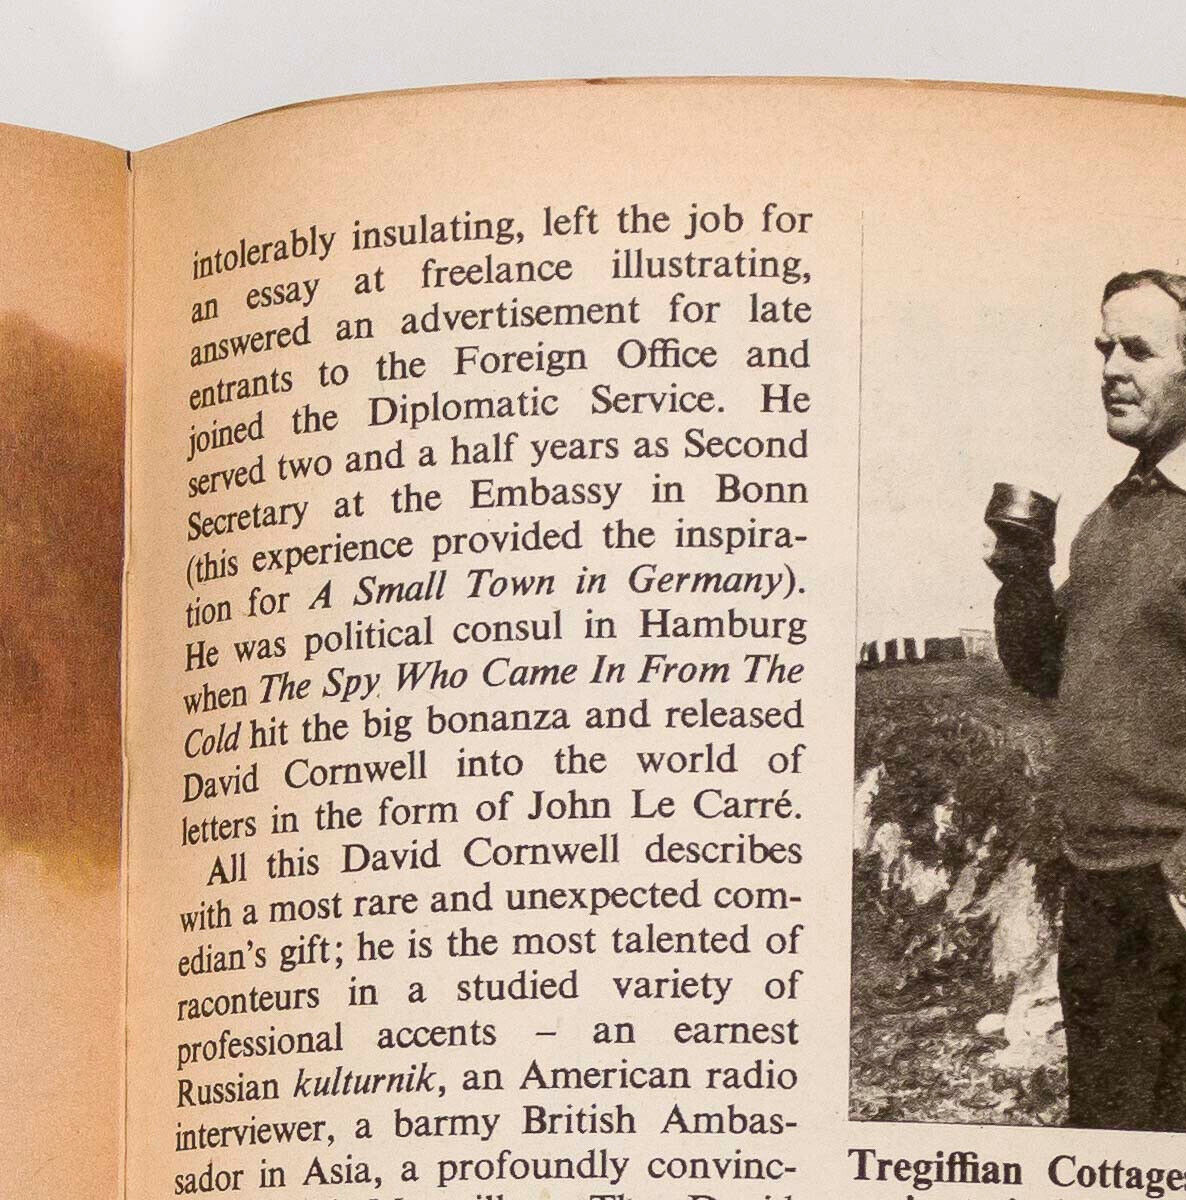 intolerably insulating, left the job for
an essay at freelance illustrating,
answered an advertisement for late
entrants to the Foreign Office and
joined the Diplomatic Service. He
served two and a half years as Second
Secretary at the Embassy in Bonn
(this experience provided the inspira-
tion for A Small Town in Germany).
He was political consul in Hamburg
when The Spy Who Came In From The
Cold hit the big bonanza and released
David Cornwell into the world of
letters in the form of John Le Carré.
All this David Cornwell describes
with a most rare and unexpected com-
edian's gift; he is the most talented of
raconteurs in a studied variety of
professional accents – an earnest
Russian kulturnik, an American radio
interviewer, a barmy British Ambas-
sador in Asia, a profoundly convinc-
The David
Tregiffian Cottage